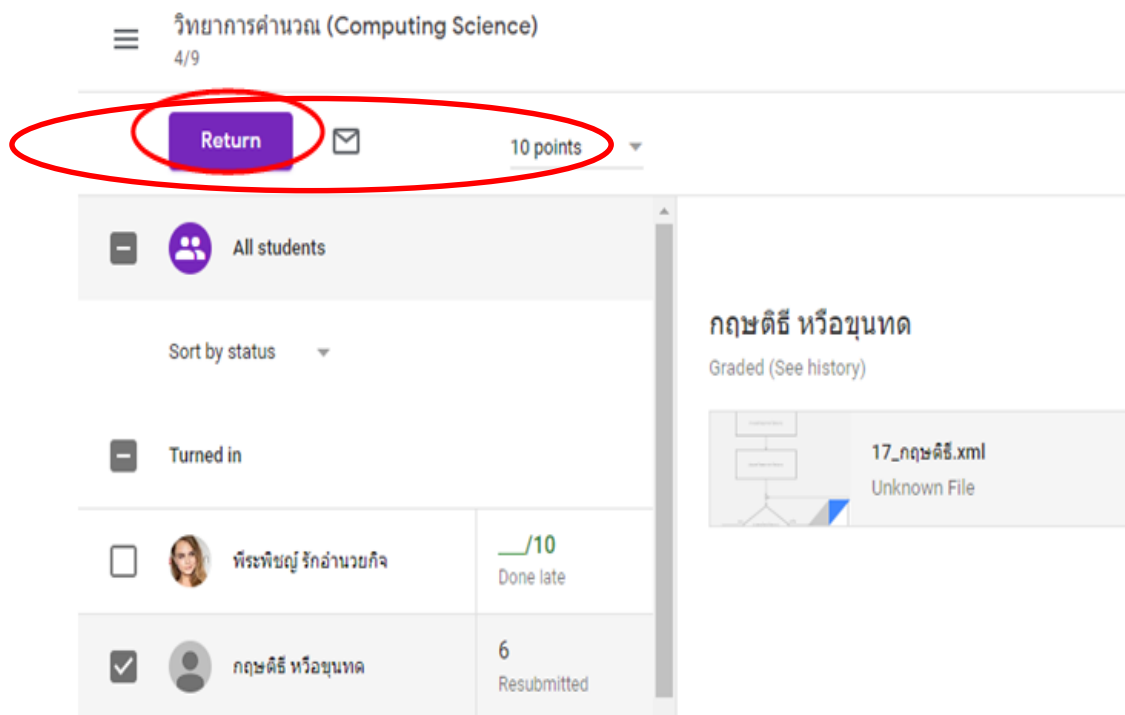 วิทยาการคำนวณ (Computing Science)
4/9
Return
10 points
All students
Sort by status
กฤษติธี หวือขุนทด
Graded (See history)
Turned in
17_กฤษติธี.xml
Unknown File
พีระพิชญ์ รักอำนวยกิจ
__/10
Done late
กฤษติธี หวือขุนทด
6
Resubmitted